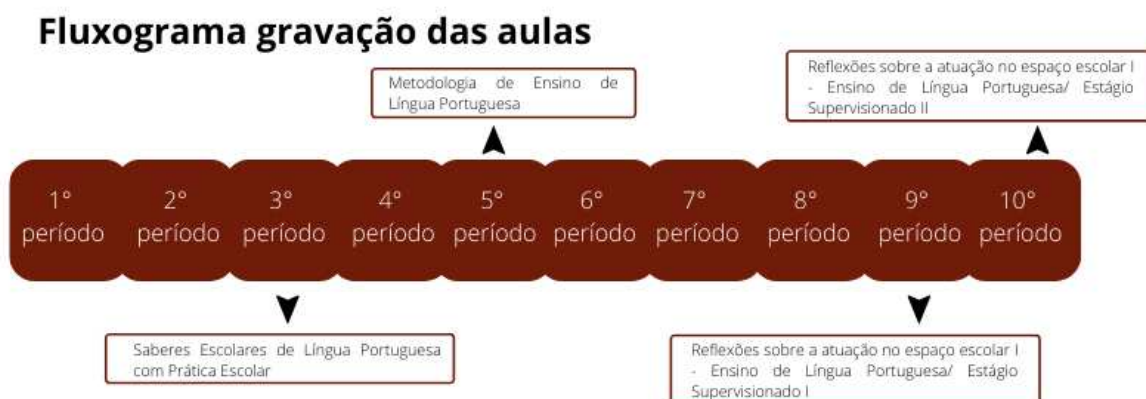 Fluxograma gravação das aulas
Metodologia de Ensino de
Língua Portuguesa
Reflexões sobre a atuação no espaço escolar I
- Ensino de Língua Portuguesa/ Estágio
Supervisionado II
1° período
2° período
3° período
4° período
5° período
6° período
7° período
8° período
9° período
10° período
Saberes Escolares de Língua Portuguesa
com Prática Escolar
Reflexões sobre a atuação no espaço escolar I
- Ensino de Língua Portuguesa/ Estágio
Supervisionado I